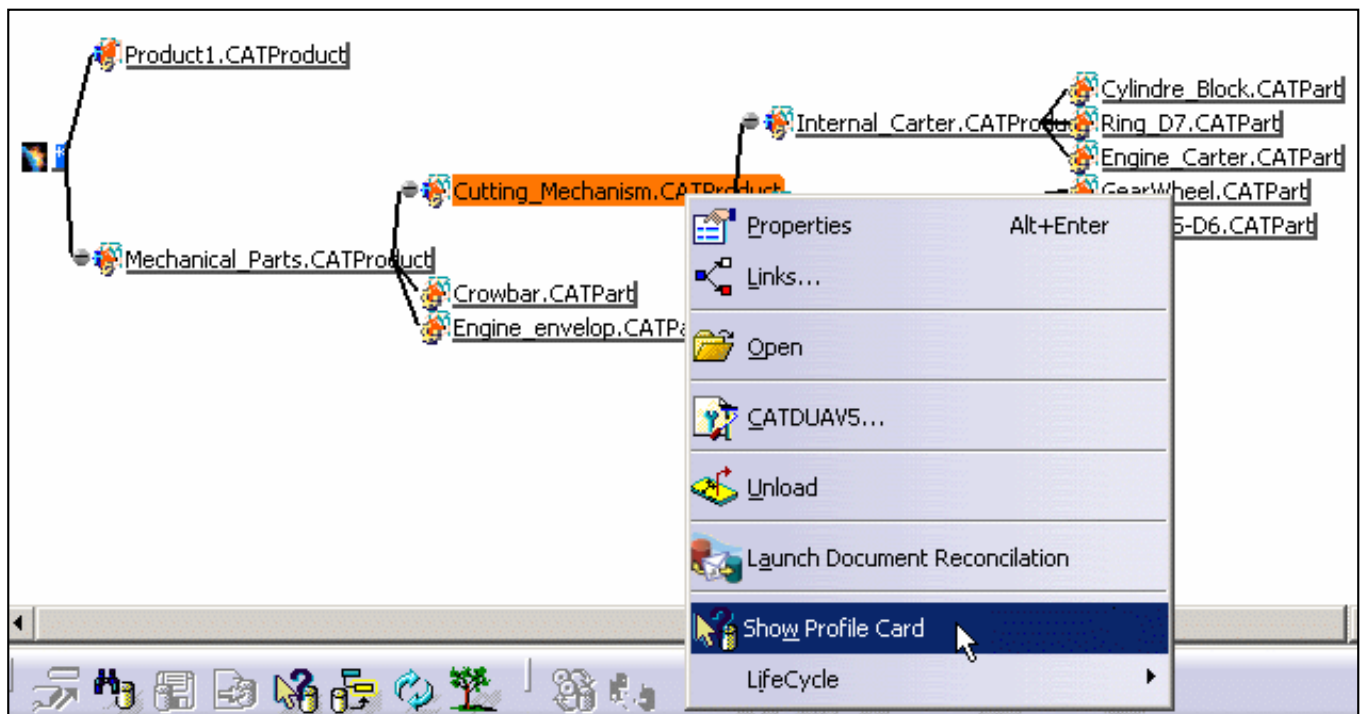 Product1.CATProduct
Cylindre_Block.CATPart
Internal_Carter.CATProdu
Ring_D7.CATPart
Engine_Carter.CATPart
Cutting_Mechanism.CATProduct
GearWheel.CATPart
5-D6.CATPart
Mechanical_Parts.CATProduct
Crowbar.CATPart
Engine_envelop.CATPa
Properties Alt+Enter
Links...
Open
CATDUAV5...
Unload
Launch Document Reconcilation
Show Profile Card
LifeCycle